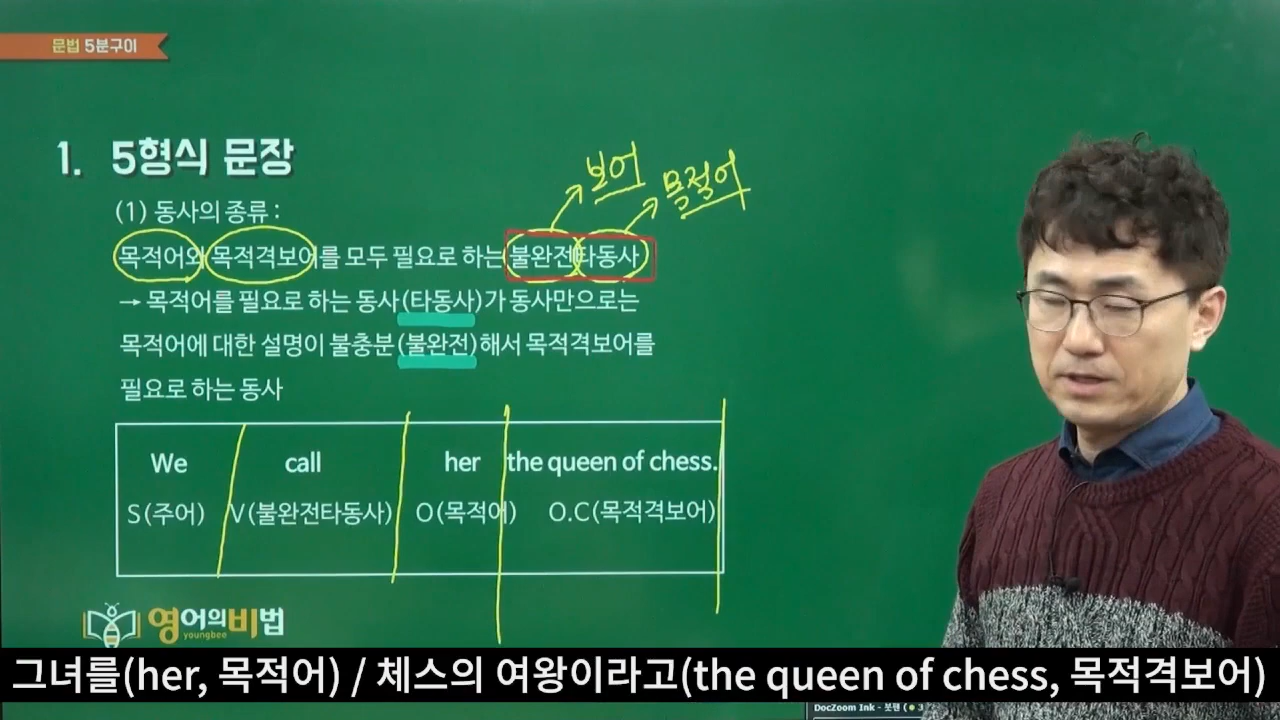 문법 5분구이
보어
목적어
1. 5형식 문장
(1) 동사의 종류 :
목적어와 목적격보어를 모두 필요로 하는 불완전타동사
→ 목적어를 필요로 하는 동사(타동사)가 동사만으로는
목적어에 대한 설명이 불충분(불완전)해서 목적격보어를
필요로 하는 동사
We call her the queen of chess.
S(주어) V(불완전타동사) O(목적어) O.C(목적격보어)
영어의비법
youngbee
그녀를(her, 목적어) / 체스의 여왕이라고(the queen of chess, 목적격보어)
DocZoom Ink - 붓펜 ( 3